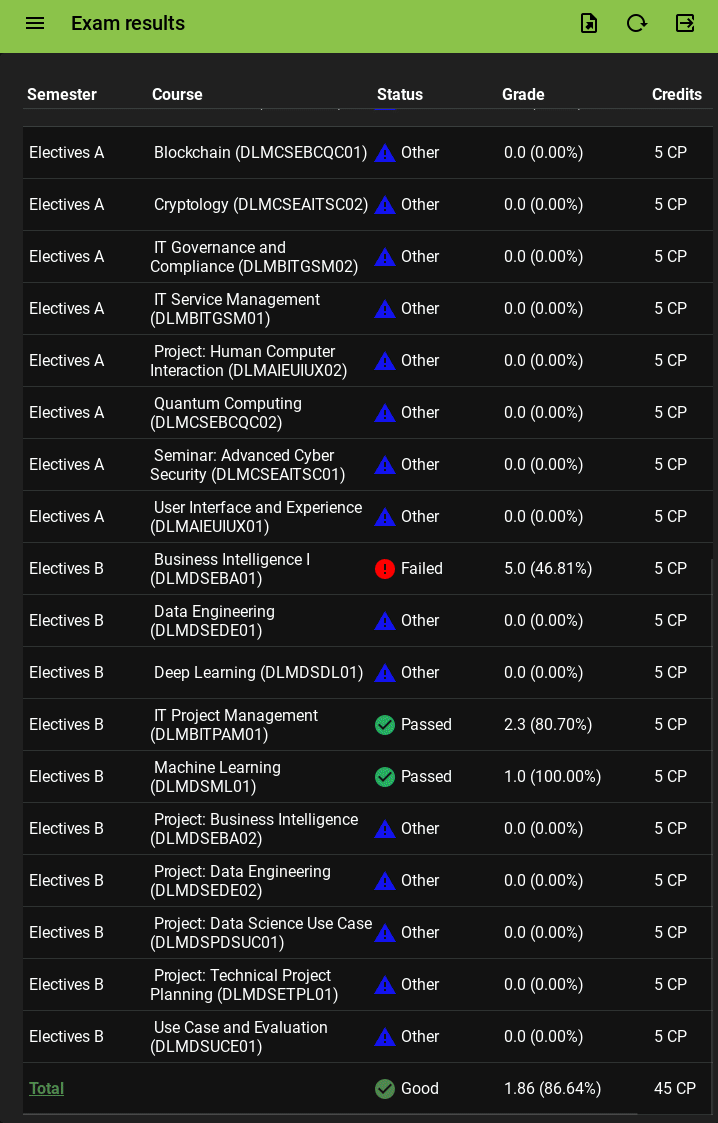 Exam results
Semester Course Status Grade Credits
Electives A Blockchain (DLMCSEBCQC01) Other 0.0 (0.00%) 5 CP
Electives A Cryptology (DLMCSEAITSC02) Other 0.0 (0.00%) 5 CP
Electives A IT Governance and
Compliance (DLMBITGSM02) Other 0.0 (0.00%) 5 CP
Electives A IT Service Management
(DLMBITGSM01) Other 0.0 (0.00%) 5 CP
Electives A Project: Human Computer
Interaction (DLMAIEUIUX02) Other 0.0 (0.00%) 5 CP
Electives A Quantum Computing
(DLMCSEBCQC02) Other 0.0 (0.00%) 5 CP
Electives A Seminar: Advanced Cyber
Security (DLMCSEAITSC01) Other 0.0 (0.00%) 5 CP
Electives A User Interface and Experience
(DLMAIEUIUX01) Other 0.0 (0.00%) 5 CP
Electives B Business Intelligence I
(DLMDSEBA01) Failed 5.0 (46.81%) 5 CP
Electives B Data Engineering
(DLMDSEDE01) Other 0.0 (0.00%) 5 CP
Electives B Deep Learning (DLMDSDL01) Other 0.0 (0.00%) 5 CP
Electives B IT Project Management
(DLMBITPAM01) Passed 2.3 (80.70%) 5 CP
Electives B Machine Learning
(DLMDSML01) Passed 1.0 (100.00%) 5 CP
Electives B Project: Business Intelligence
(DLMDSEBA02) Other 0.0 (0.00%) 5 CP
Electives B Project: Data Engineering
(DLMDSEDE02) Other 0.0 (0.00%) 5 CP
Electives B Project: Data Science Use Case
(DLMDSPDSUC01) Other 0.0 (0.00%) 5 CP
Electives B Project: Technical Project
Planning (DLMDSETPL01) Other 0.0 (0.00%) 5 CP
Electives B Use Case and Evaluation
(DLMDSUCE01) Other 0.0 (0.00%) 5 CP
Total Good 1.86 (86.64%) 45 CP